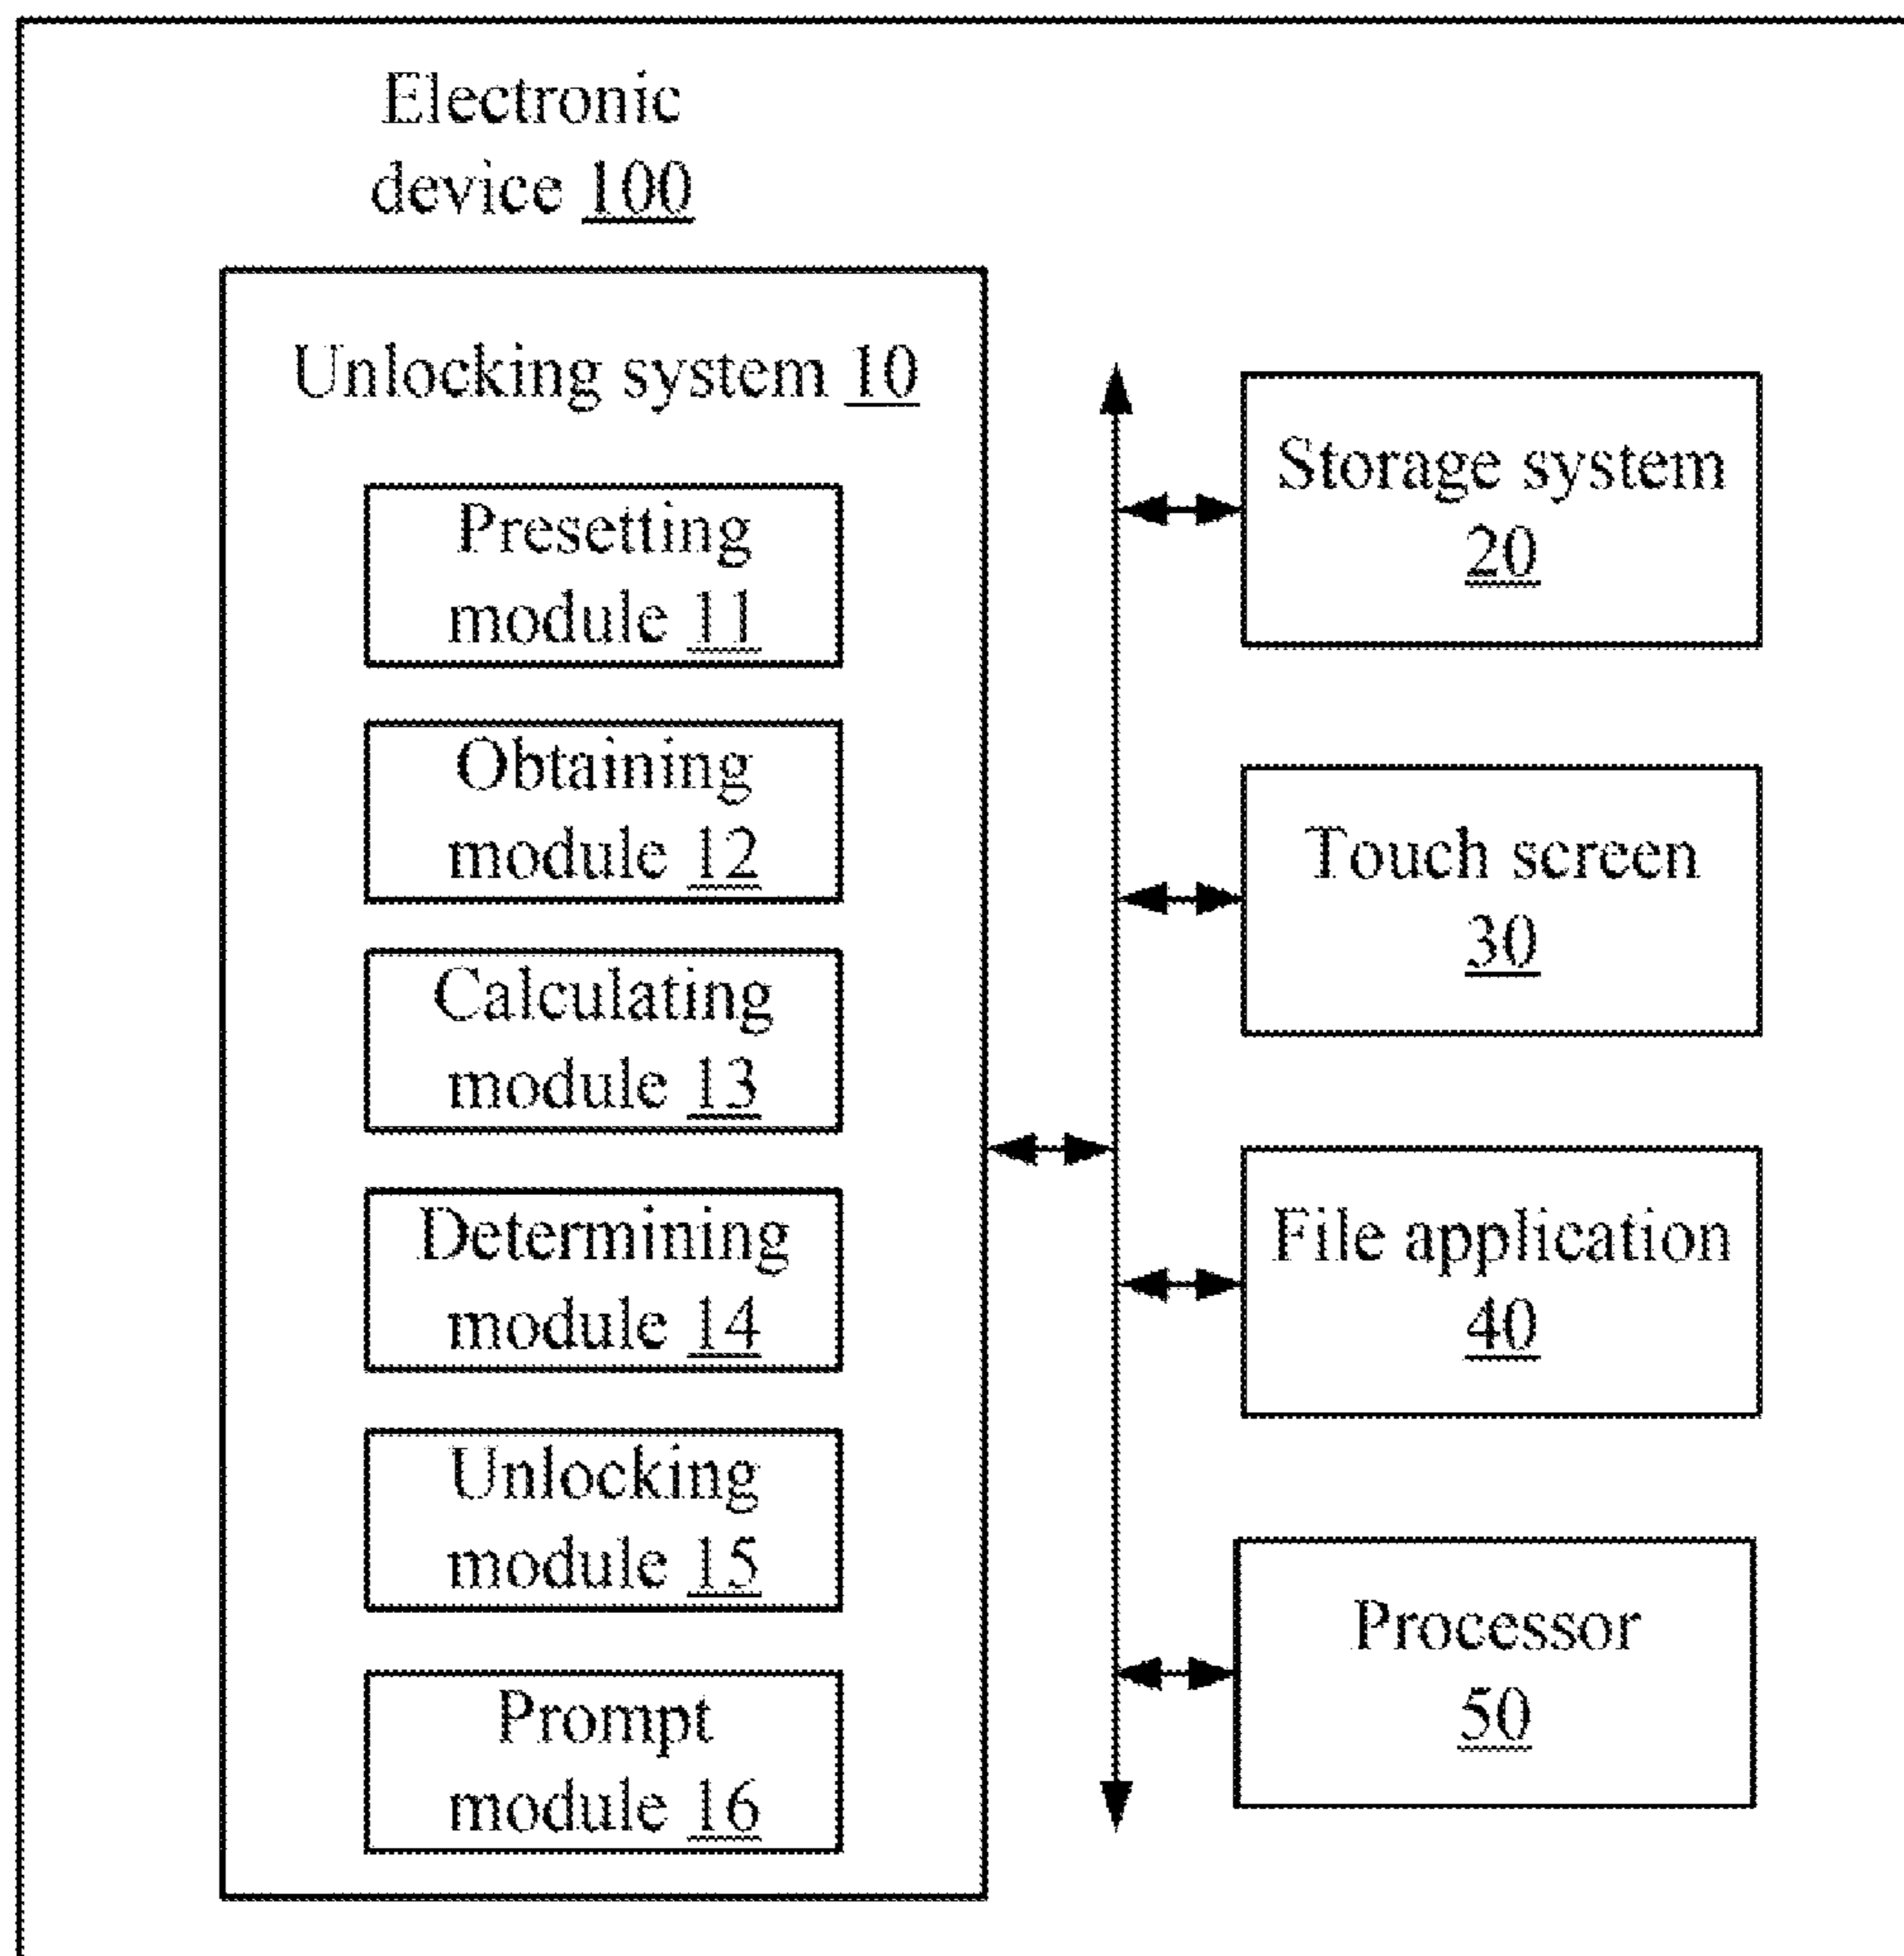 Electronic
device 100
Unlocking system 10
Presetting
module 11
Obtaining
module 12
Calculating
module 13
Determining
module 14
Unlocking
module 15
Prompt
module 16
Storage system
20
Touch screen
30
File application
40
Processor
50